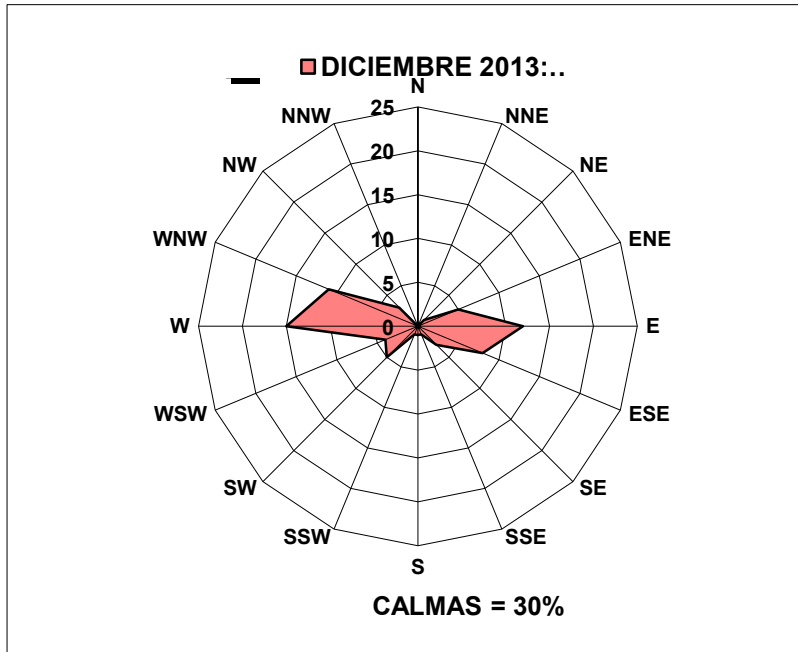 DICIEMBRE 2013:..
N
NNE
NE
ENE
E
ESE
SE
SSE
S
SSW
SW
WSW
W
WNW
NW
NNW
25
20
15
10
5
0
CALMAS = 30%